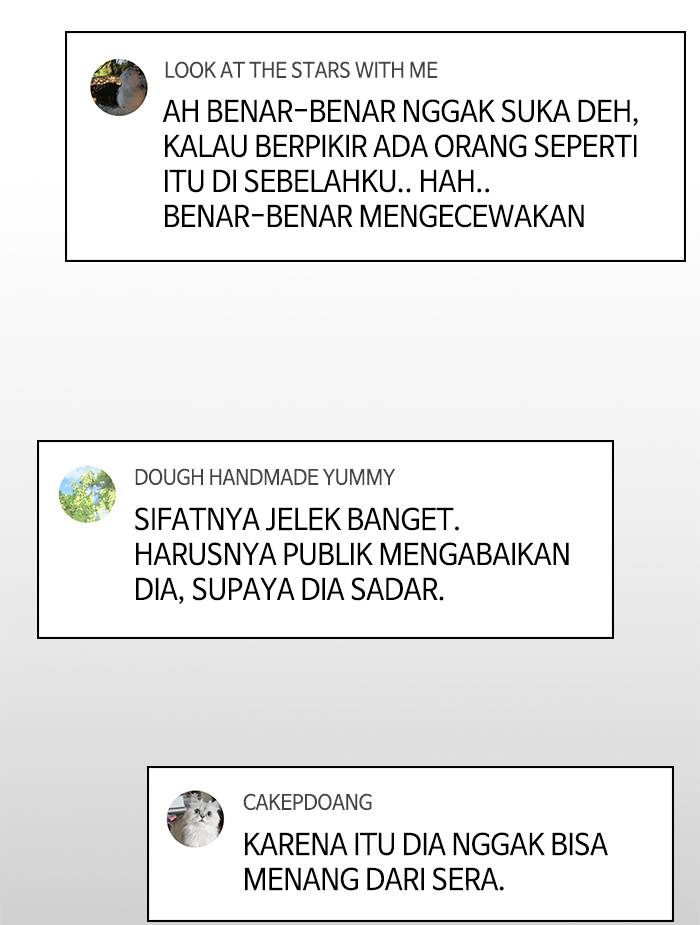 LOOK AT THE STARS WITH ME
AH BENAR-BENAR NGGAK SUKA DEH,
KALAU BERPIKIR ADA ORANG SEPERTI
ITU DI SEBELAHKU.. HAH..
BENAR-BENAR MENGECEWAKAN
DOUGH HANDMADE YUMMY
SIFATNYA JELEK BANGET.
HARUSNYA PUBLIK MENGABAIKAN
DIA, SUPAYA DIA SADAR.
CAKEPDOANG
KARENA ITU DIA NGGAK BISA
MENANG DARI SERA.